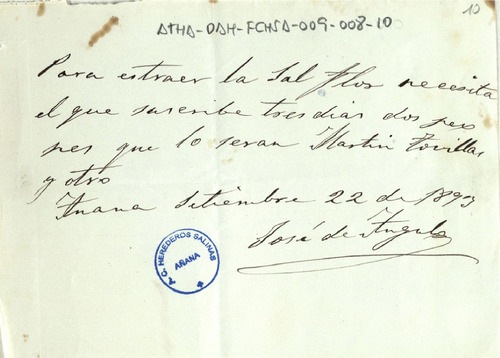 ATHA-DAH-FCHSA-009-008-10
10
Para estraer la Sal flor necesita
el que suscribe tres dias dos peo
nes que lo seran Martin
y otro
Añana Setiembre 22 de 1893
José de Angulo
C. G. HEREDEROS SALINAS
AÑANA